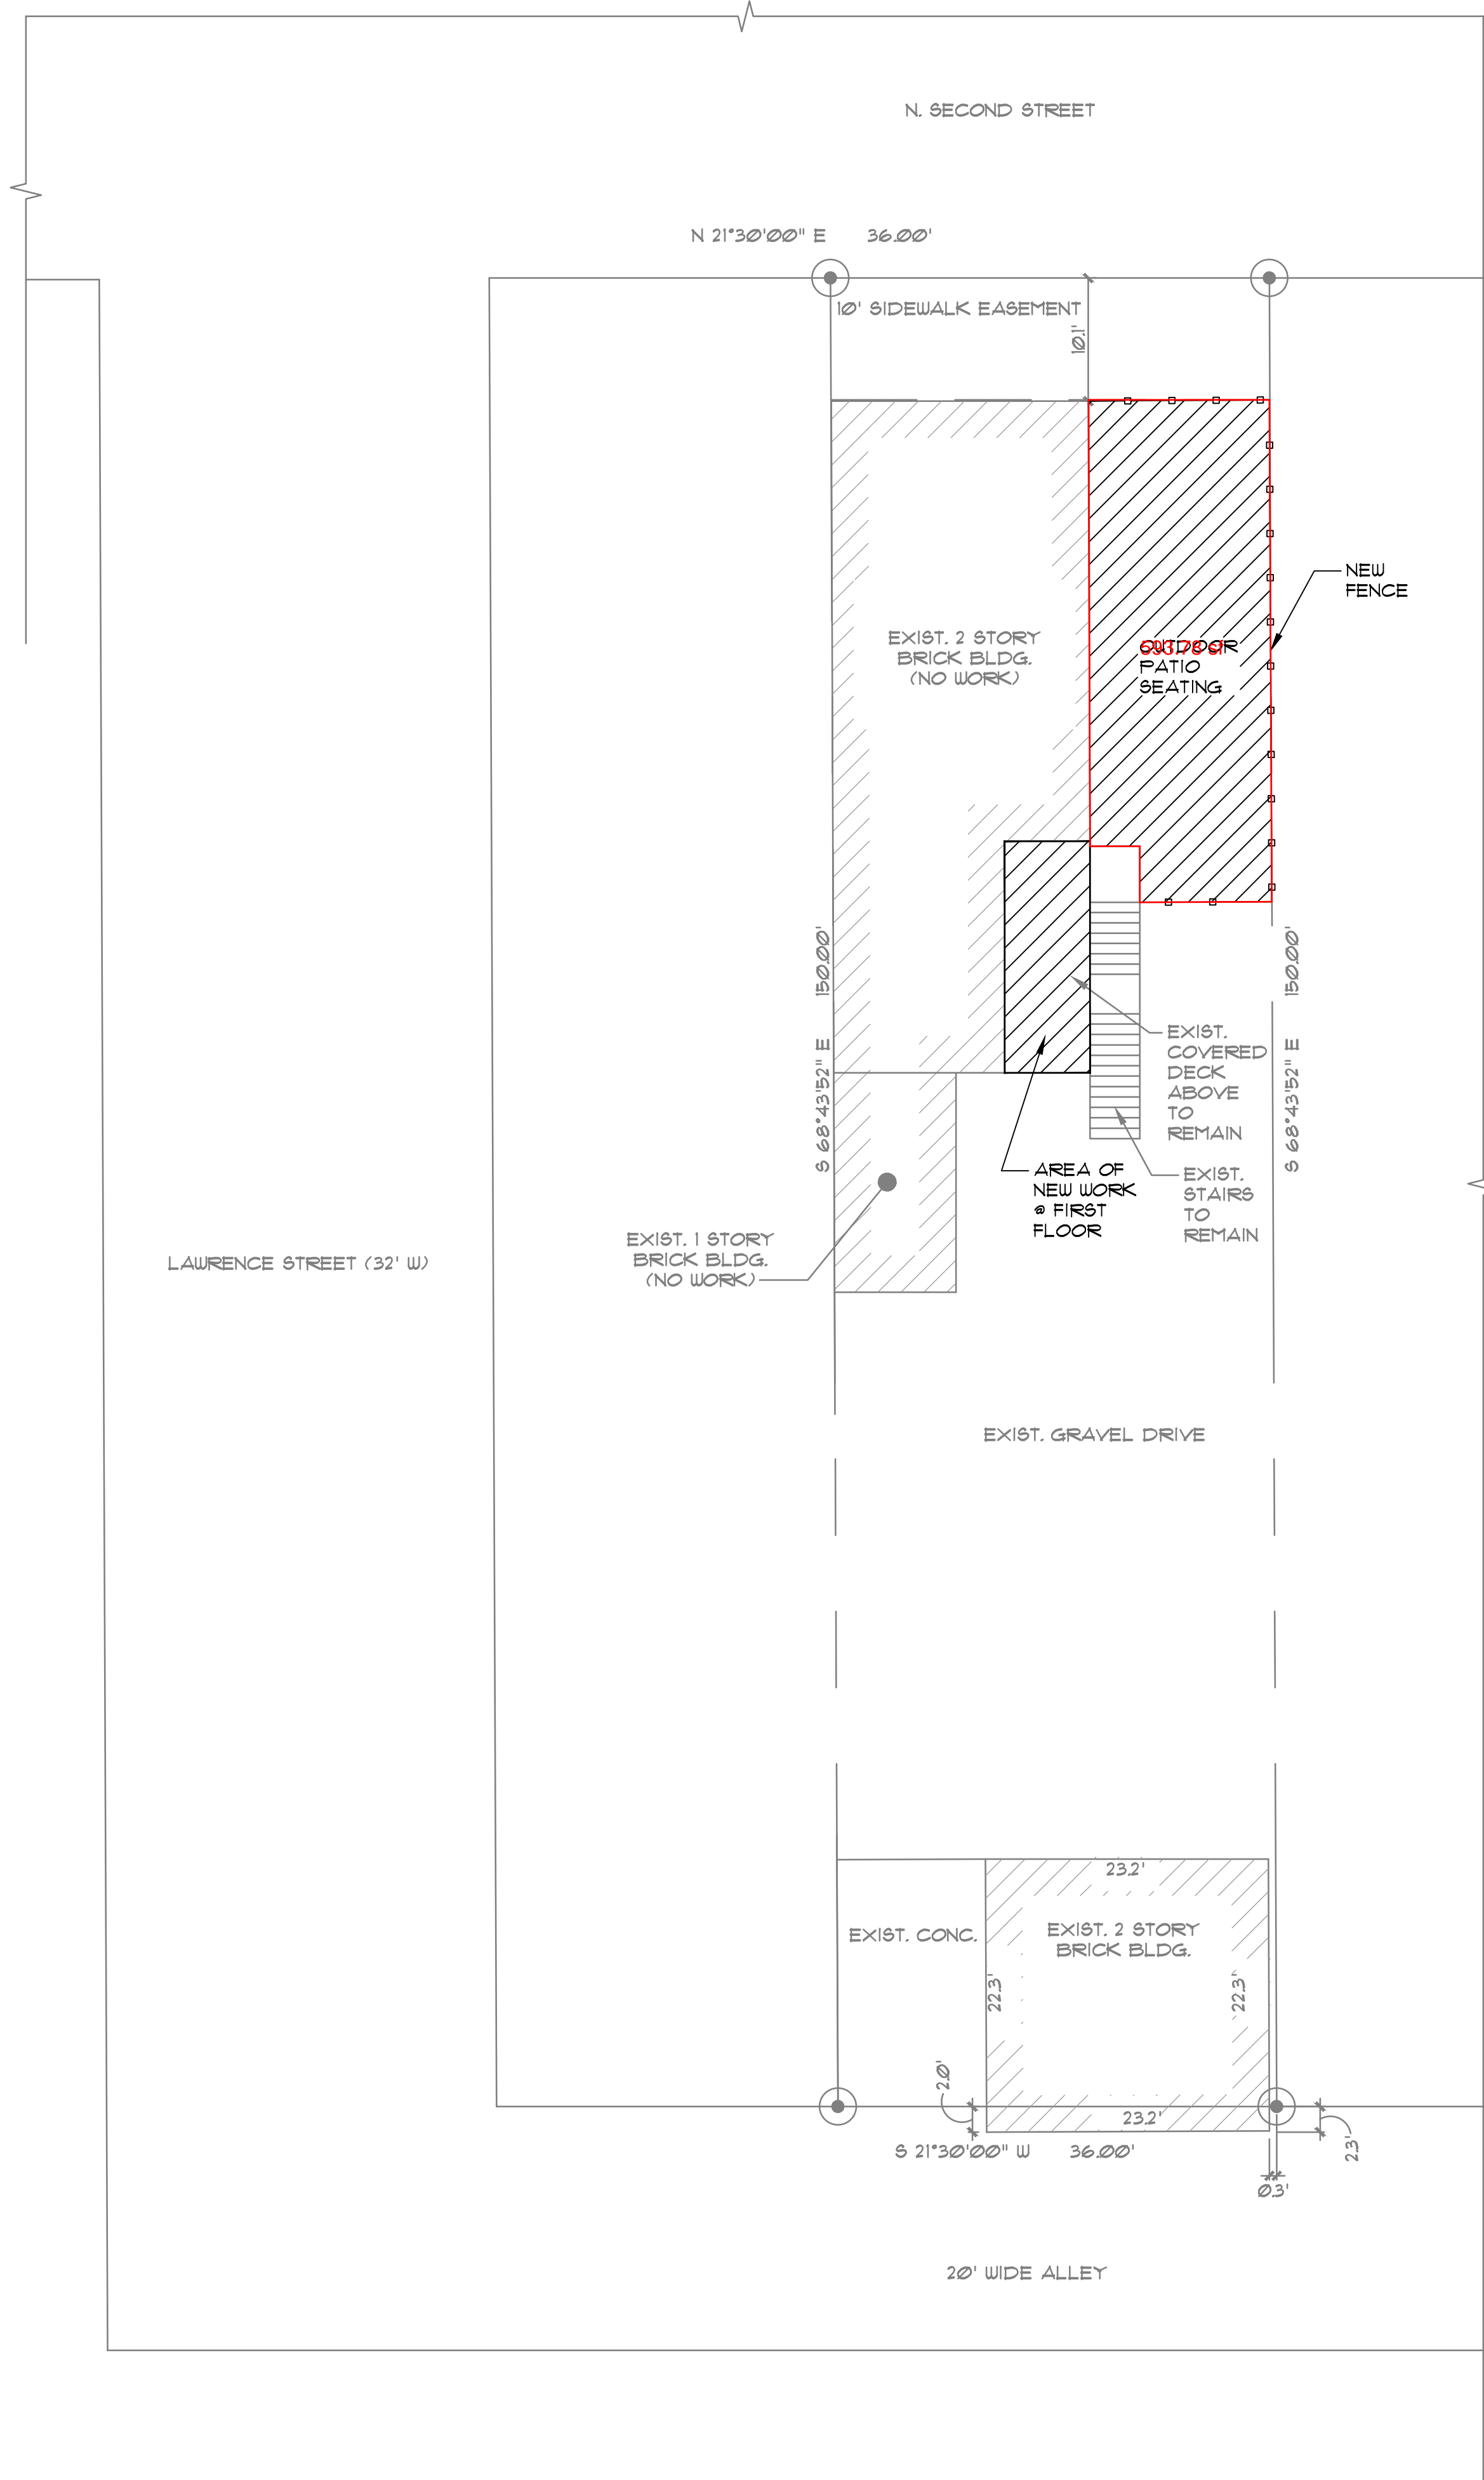 N. SECOND STREET
N 21°30'00" E 36.00'
10' SIDEWALK EASEMENT
10.1'
NEW
FENCE
EXIST. 2 STORY
BRICK BLDG.
(NO WORK)
593.78 sf
OUTDOOR
PATIO
SEATING
S 68°43'52" E 150.00'
S 68°43'52" E 150.00'
EXIST.
COVERED
DECK
ABOVE
TO
REMAIN
AREA OF
NEW WORK
@ FIRST
FLOOR
EXIST.
STAIRS
TO
REMAIN
EXIST. 1 STORY
BRICK BLDG.
(NO WORK)
LAWRENCE STREET (32' W)
EXIST. GRAVEL DRIVE
23.2'
EXIST. CONC.
EXIST. 2 STORY
BRICK BLDG.
22.3'
22.3'
2.0'
23.2'
S 21°30'00" W 36.00'
2.3'
0.3'
20' WIDE ALLEY